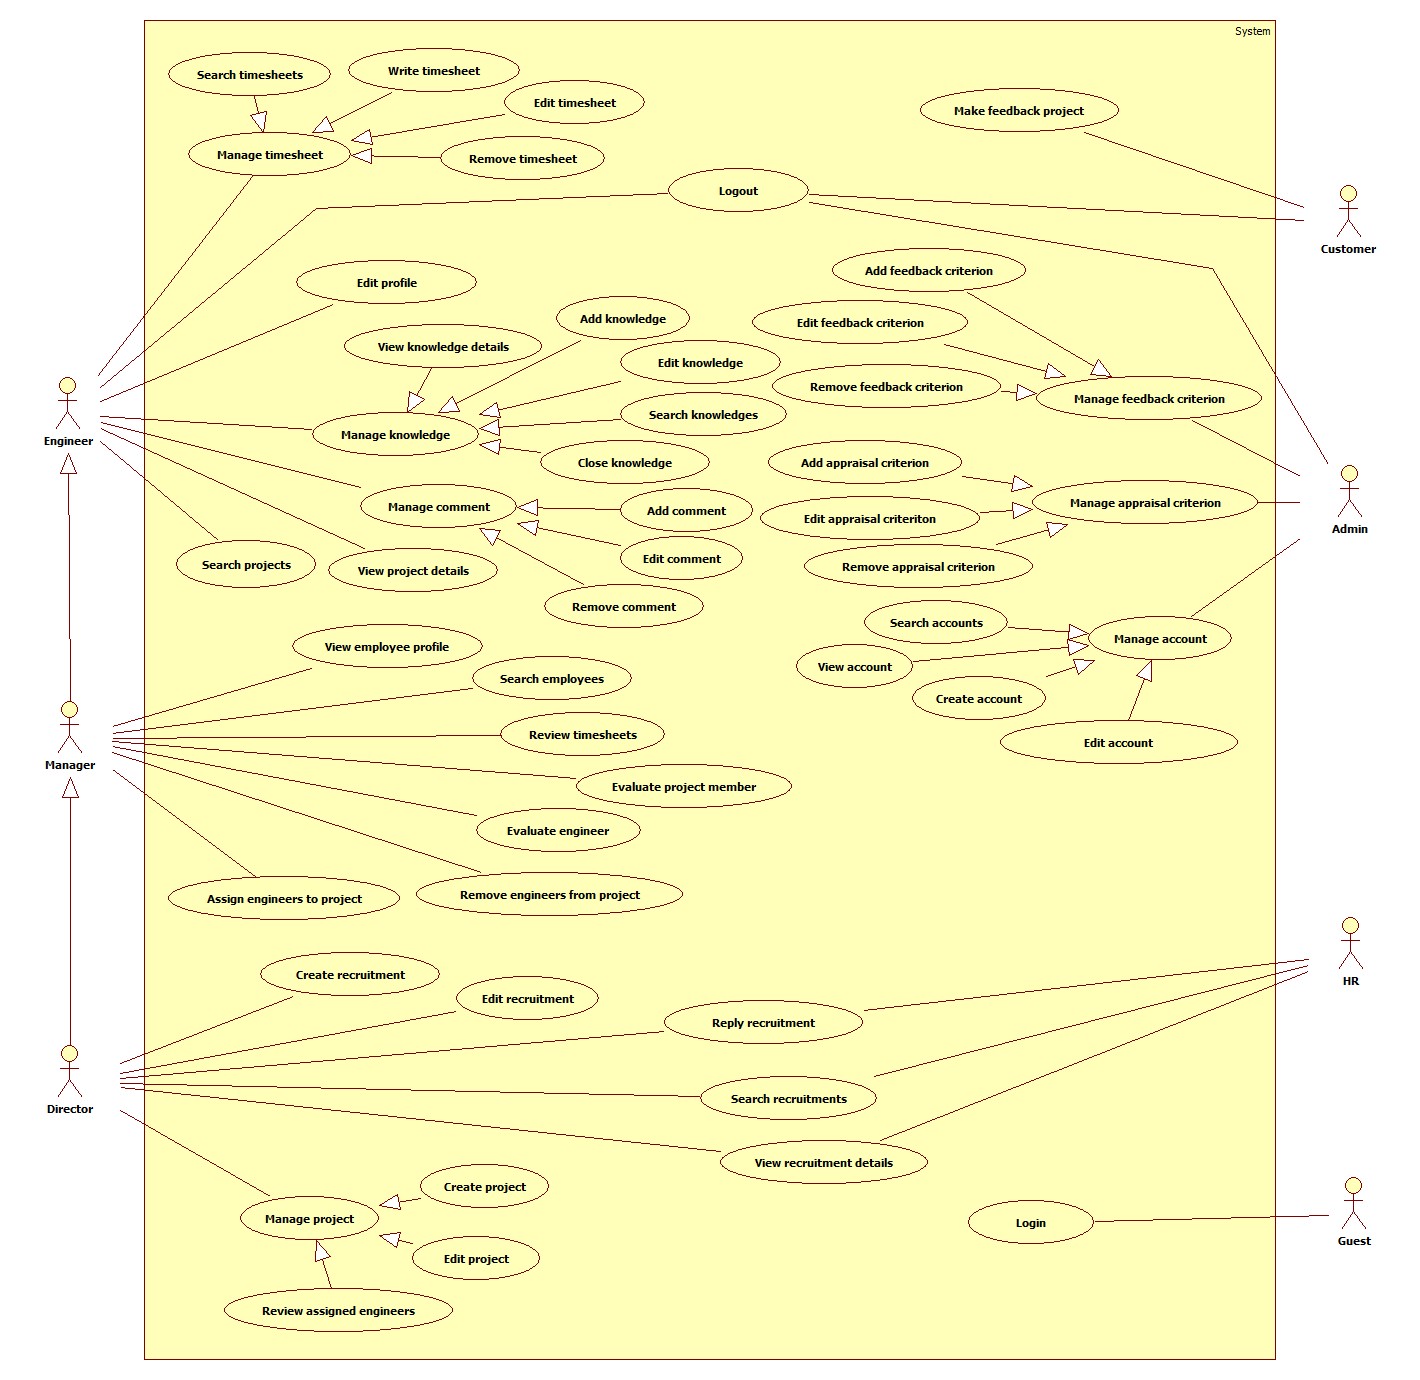 System
Search timesheets
Write timesheet
Edit timesheet
Make feedback project
Manage timesheet
Remove timesheet
Logout
Customer
Add feedback criterion
Edit profile
Add knowledge
Edit feedback criterion
View knowledge details
Edit knowledge
Remove feedback criterion
Manage feedback criterion
Search knowledges
Engineer
Manage knowledge
Close knowledge
Add appraisal criterion
Manage appraisal criterion
Manage comment
Add comment
Edit appraisal criteriton
Admin
Edit comment
Search projects
View project details
Remove appraisal criterion
Remove comment
Search accounts
Manage account
View employee profile
View account
Search employees
Create account
Review timesheets
Edit account
Manager
Evaluate project member
Evaluate engineer
Assign engineers to project
Remove engineers from project
Create recruitment
HR
Edit recruitment
Reply recruitment
Search recruitments
Director
View recruitment details
Create project
Manage project
Login
Guest
Edit project
Review assigned engineers